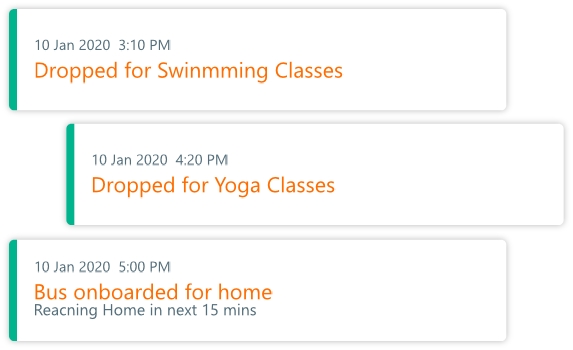 10 Jan 2020  3:10 PM
Dropped for Swinmming Classes
10 Jan 2020  4:20 PM
Dropped for Yoga Classes
10 Jan 2020  5:00 PM
Bus onboarded for home
Reacning Home in next 15 mins